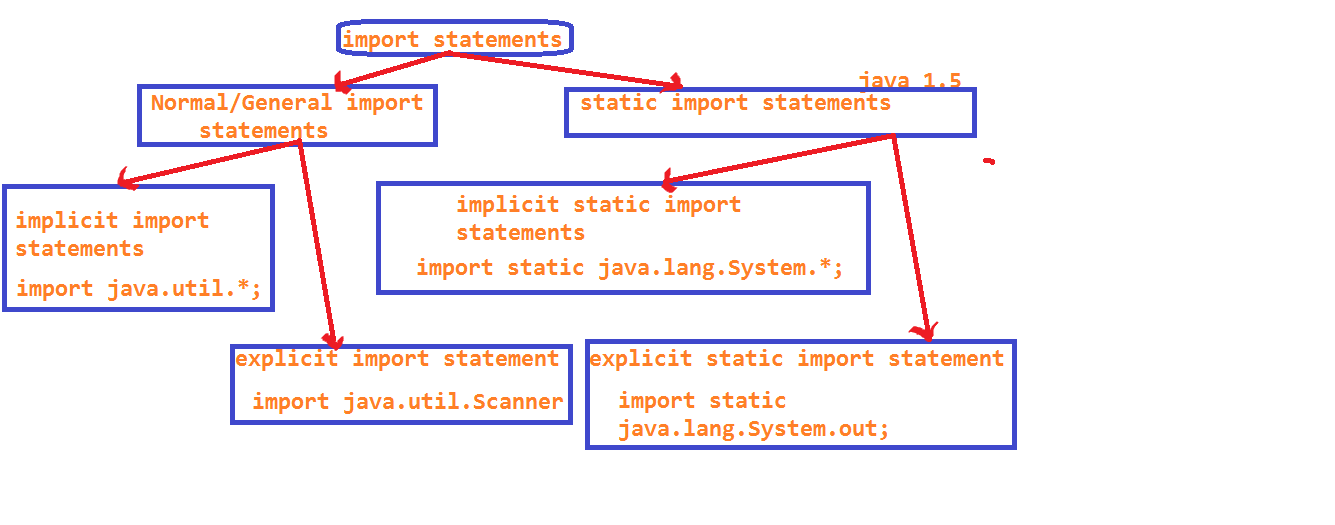 import statements
java 1.5
Normal/General import
statements
static import statements
implicit import
statements
import java.util.*;
implicit static import
statements
import static java.lang.System.*;
explicit import statement
import java.util.Scanner
explicit static import statement
import static
java.lang.System.out;